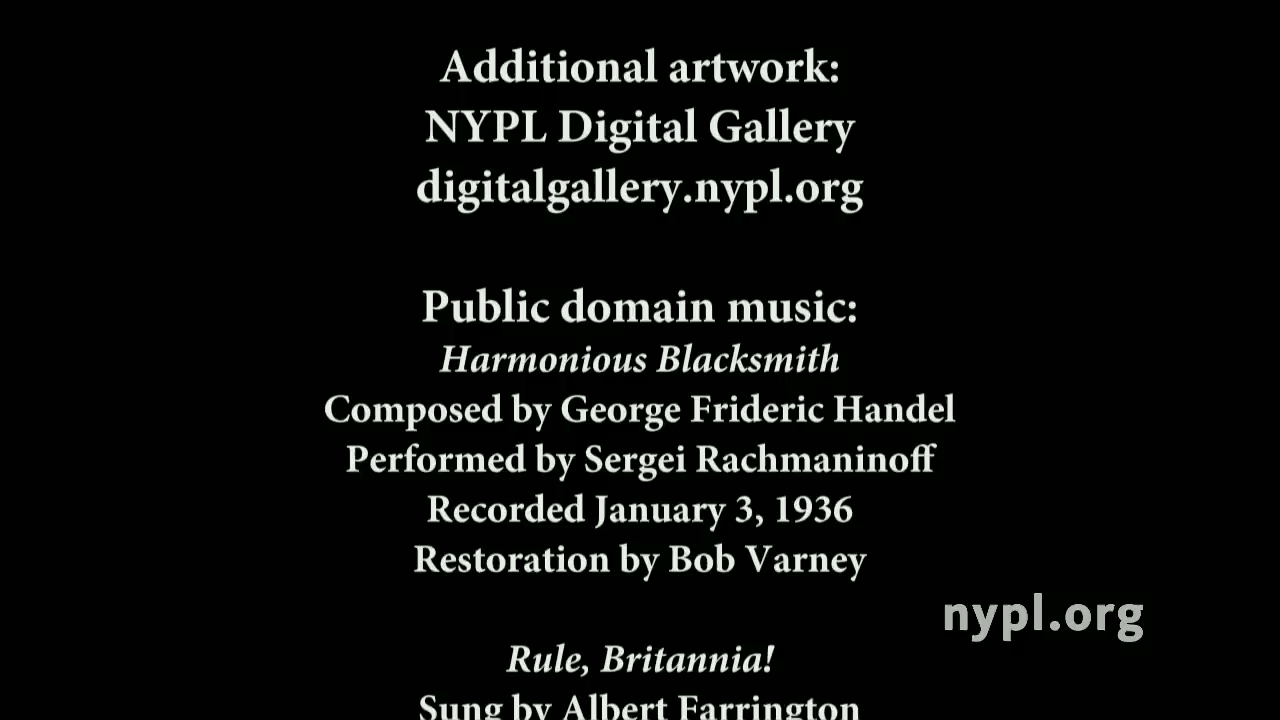 Additional artwork:
NYPL Digital Gallery
digitalgallery.nypl.org
Public domain music:
Harmonious Blacksmith
Composed by George Frideric Handel
Performed by Sergei Rachmaninoff
Recorded January 3, 1936
Restoration by Bob Varney
nypl.org
Rule, Britannia!
Sung by Albert Farrington